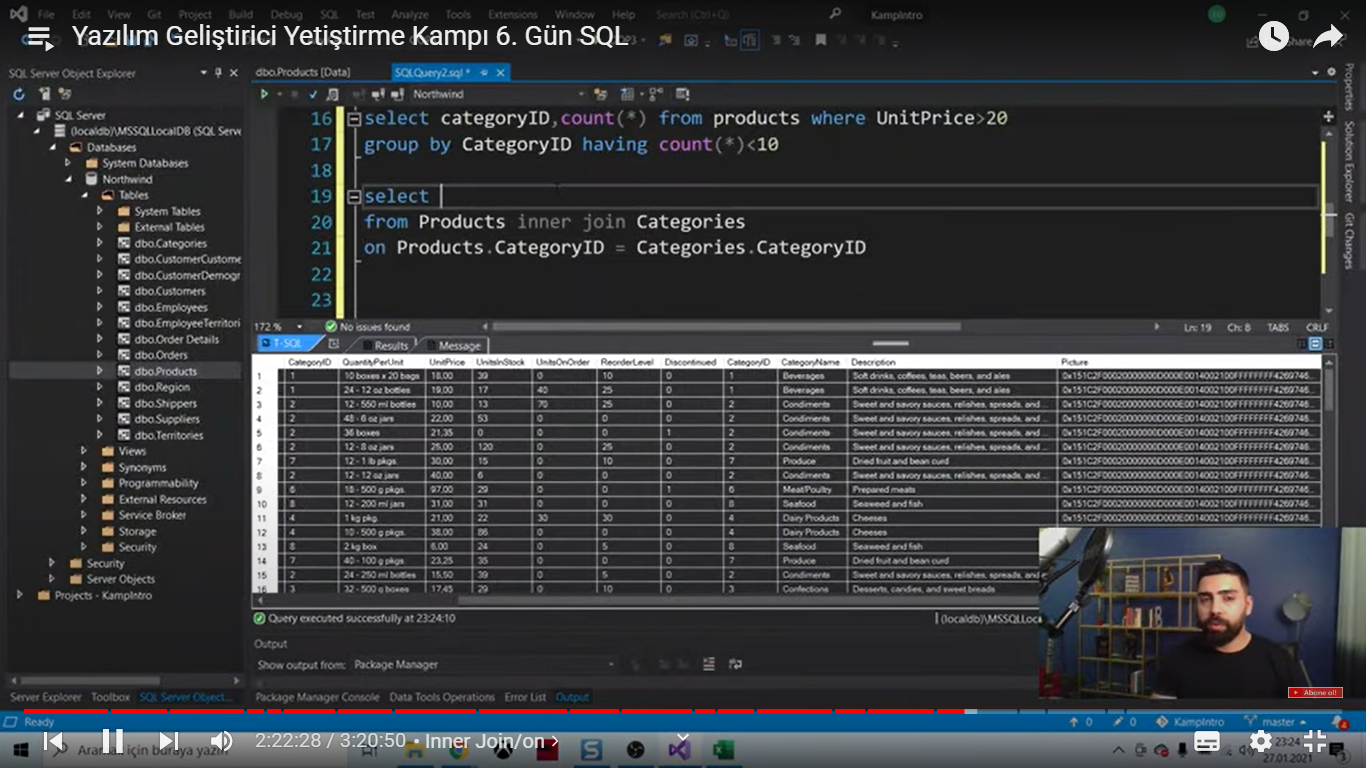 File Edit View Git Project Build Debug SQL Test Analyze Tools Extensions Window Help Search (Ctrl+Q) KampIntro
Yazılım Geliştirici Yetiştirme Kampı 6. Gün SQL
SQL Server Object Explorer
dbo.Products [Data] SQLQuery2.sql *
Northwind
SQL Server
(localdb)\MSSQLLocalDB (SQL Serve
Databases
System Databases
Northwind
Tables
System Tables
External Tables
dbo.Categories
dbo.CustomerCustome
dbo.CustomerDemogr
dbo.Customers
dbo.Employees
dbo.EmployeeTerritori
dbo.Order Details
dbo.Orders
dbo.Products
dbo.Region
dbo.Shippers
dbo.Suppliers
dbo.Territories
Views
Synonyms
Programmability
External Resources
Service Broker
Storage
Security
Security
Server Objects
Projects - KampIntro
16 select categoryID,count(*) from products where UnitPrice>20
17 group by CategoryID having count(*)<10
18
19 select
20 from Products inner join Categories
21 on Products.CategoryID = Categories.CategoryID
22
23
172 % No issues found Ln: 19 Ch: 8 TABS CRLF
T-SQL Results Message
CategoryID QuantityPerUnit UnitPrice UnitsInStock UnitsOnOrder ReorderLevel Discontinued CategoryID CategoryName Description Picture
1 1 10 boxes x 20 bags 18,00 39 0 10 0 1 Beverages Soft drinks, coffees, teas, beers, and ales 0x151C2F00020000000D000E0014002100FFFFFFFF4269746...
2 1 24 - 12 oz bottles 19,00 17 40 25 0 1 Beverages Soft drinks, coffees, teas, beers, and ales 0x151C2F00020000000D000E0014002100FFFFFFFF4269746...
3 2 12 - 550 ml bottles 10,00 13 70 25 0 2 Condiments Sweet and savory sauces, relishes, spreads, and ... 0x151C2F00020000000D000E0014002100FFFFFFFF4269746...
4 2 48 - 6 oz jars 22,00 53 0 0 0 2 Condiments Sweet and savory sauces, relishes, spreads, and ... 0x151C2F00020000000D000E0014002100FFFFFFFF4269746...
5 2 36 boxes 21,35 0 0 0 1 2 Condiments Sweet and savory sauces, relishes, spreads, and ... 0x151C2F00020000000D000E0014002100FFFFFFFF4269746...
6 2 12 - 8 oz jars 25,00 120 0 25 0 2 Condiments Sweet and savory sauces, relishes, spreads, and ... 0x151C2F00020000000D000E0014002100FFFFFFFF4269746...
7 7 12 - 1 lb pkgs. 30,00 15 0 10 0 7 Produce Dried fruit and bean curd 0x151C2F00020000000D000E0014002100FFFFFFFF4269746...
8 2 12 - 12 oz jars 40,00 6 0 0 0 2 Condiments Sweet and savory sauces, relishes, spreads, and ... 0x151C2F00020000000D000E0014002100FFFFFFFF4269746...
9 6 18 - 500 g pkgs. 97,00 29 0 0 1 6 Meat/Poultry Prepared meats 0x151C2F00020000000D000E0014002100FFFFFFFF4269746...
10 8 12 - 200 ml jars 31,00 31 0 0 0 8 Seafood Seaweed and fish 0x151C2F00020000000D000E0014002100FFFFFFFF4269746...
11 4 1 kg pkg. 21,00 22 30 30 0 4 Dairy Products Cheeses 0x151C2F00020000000D000E0014002100FFFFFFFF4269746...
12 4 10 - 500 g pkgs. 38,00 86 0 0 0 4 Dairy Products Cheeses
13 8 2 kg box 6,00 24 0 5 0 8 Seafood Seaweed and fish
14 7 40 - 100 g pkgs. 23,25 35 0 0 0 7 Produce Dried fruit and bean curd
15 2 24 - 250 ml bottles 15,50 39 0 5 0 2 Condiments Sweet and savory sauces, relishes, spreads, and
16 3 32 - 500 g boxes 17,45 29 0 10 0 3 Confections Desserts, candies, and sweet breads
Query executed successfully at 23:24:10 (localdb)\MSSQLLoca
Output
Show output from: Package Manager
Server Explorer Toolbox SQL Server Object... Package Manager Console Data Tools Operations Error List Output
Properties
Solution Explorer
Git Changes
Abone ol!
Ready 0 0 KampIntro master
2:22:28 / 3:20:50 • Inner Join/on
23:24
27.01.2021